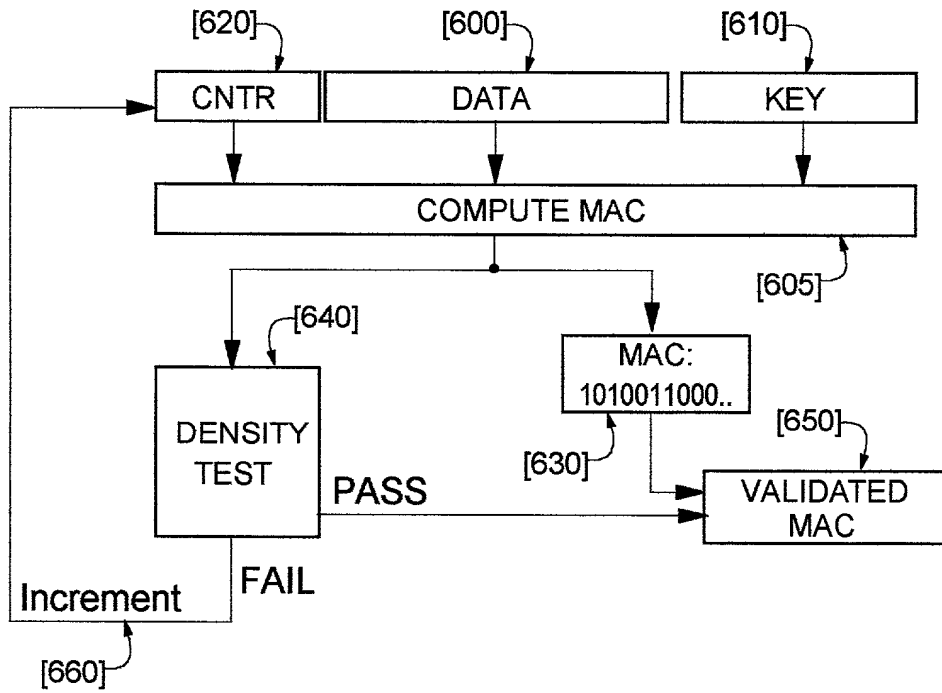 [620]
[600]
[610]
CNTR
DATA
KEY
COMPUTE MAC
[605]
[640]
MAC:
1010011000..
DENSITY
TEST
[630]
[650]
PASS
VALIDATED
MAC
FAIL
Increment
[660]